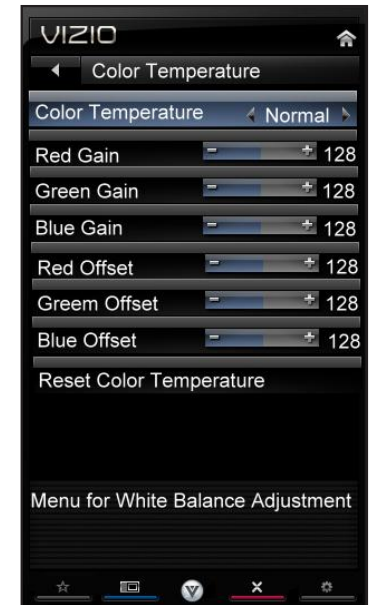 VIZIO
Color Temperature
Color Temperature Normal
Red Gain 128
Green Gain 128
Blue Gain 128
Red Offset 128
Greem Offset 128
Blue Offset 128
Reset Color Temperature
Menu for White Balance Adjustment
V